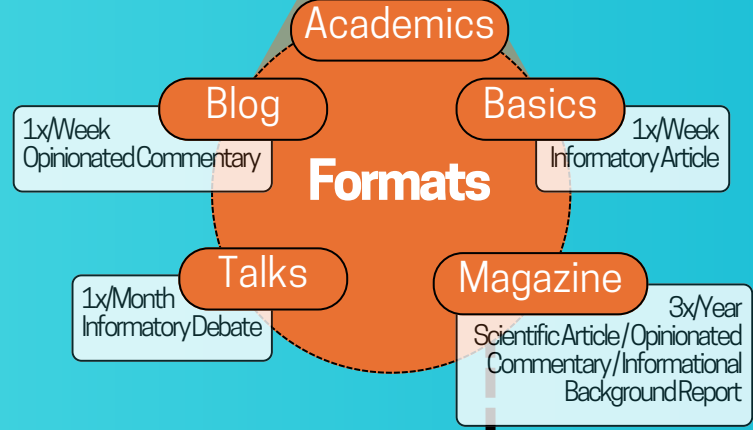 Academics
Blog
1x/Week
Opinionated Commentary
Basics
1x/Week
Informatory Article
Formats
Talks
1x/Month
Informatory Debate
Magazine
3x/Year
Scientific Article / Opinionated
Commentary / Informational
Background Report